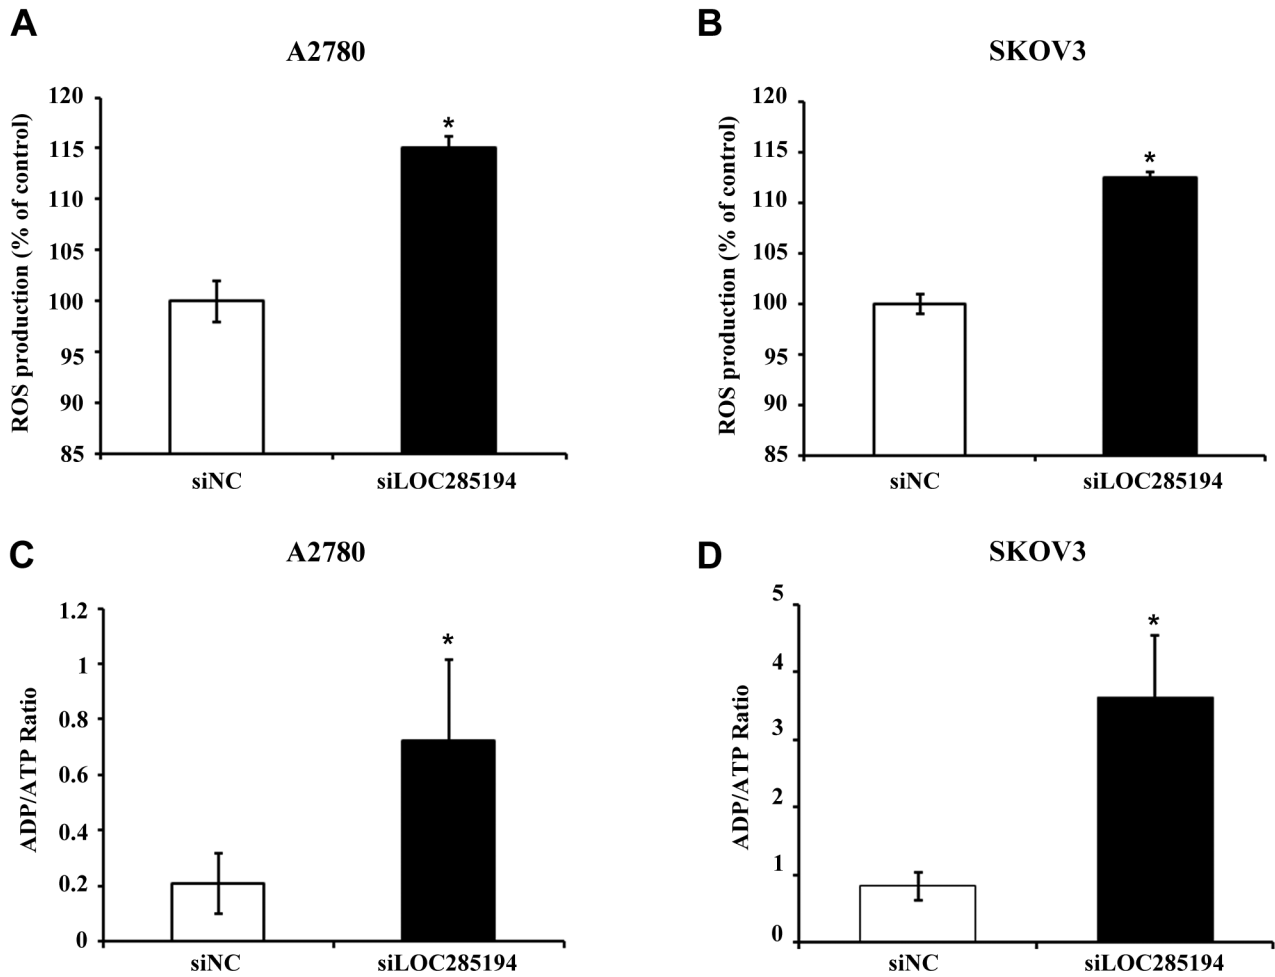 A
A2780
ROS production (% of control)
120
115
110
105
100
95
90
85
*
siNC
siLOC285194
B
SKOV3
ROS production (% of control)
120
115
110
105
100
95
90
85
*
siNC
siLOC285194
C
A2780
ADP/ATP Ratio
1.2
1
0.8
0.6
0.4
0.2
0
*
siNC
siLOC285194
D
SKOV3
ADP/ATP Ratio
5
4
3
2
1
0
*
siNC
siLOC285194